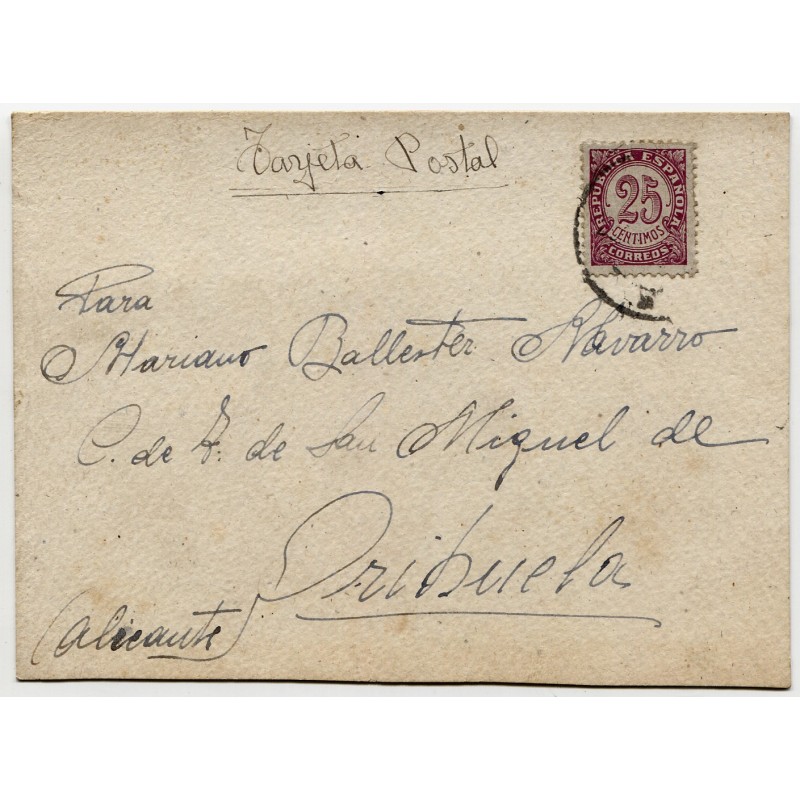 Tarjeta Postal
REPUBLICA ESPAÑOLA
25
CENTIMOS
CORREOS
Para
Mariano Ballester Navarro
C. de T. de San Miguel de
Orihuela
(Alicante)